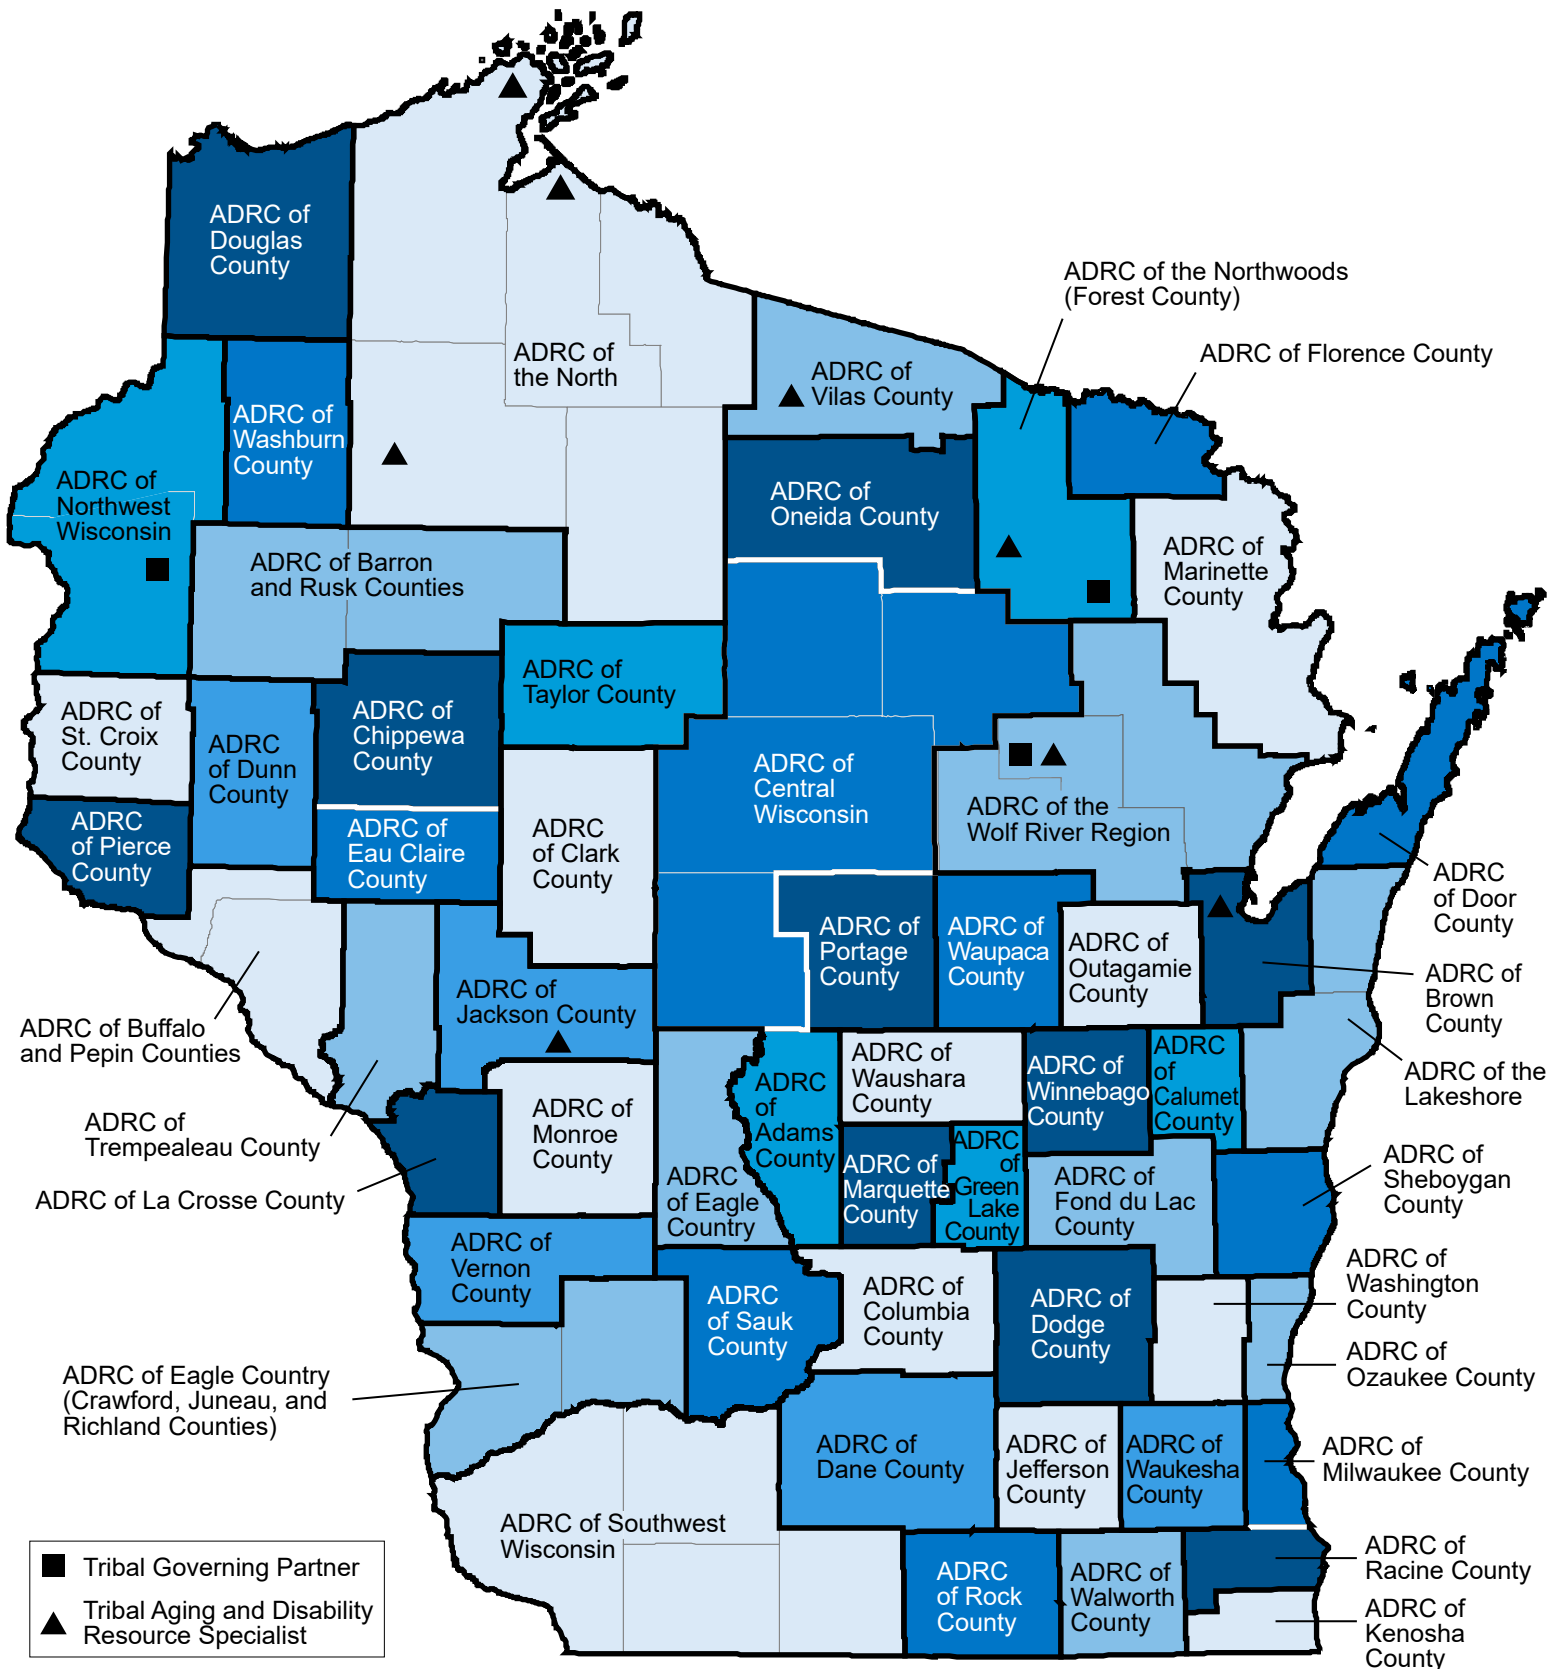 ADRC of
Douglas
County
ADRC of the Northwoods
(Forest County)
ADRC of
the North
ADRC of
Vilas County
ADRC of Florence County
ADRC of
Washburn
County
ADRC of
Northwest
Wisconsin
ADRC of
Oneida County
ADRC of Barron
and Rusk Counties
ADRC of
Marinette
County
ADRC of
Taylor County
ADRC of
St. Croix
County
ADRC
of Dunn
County
ADRC of
Chippewa
County
ADRC of
Central
Wisconsin
ADRC of the
Wolf River Region
ADRC
of Pierce
County
ADRC of
Eau Claire
County
ADRC
of Clark
County
ADRC
of Door
County
ADRC of
Portage
County
ADRC of
Waupaca
County
ADRC of
Outagamie
County
ADRC of
Brown
County
ADRC of
Jackson County
ADRC of Buffalo
and Pepin Counties
ADRC of
Waushara
County
ADRC of
Winnebago
County
ADRC
of
Calumet
County
ADRC of the
Lakeshore
ADRC
of
Adams
County
ADRC of
Trempealeau County
ADRC of
Monroe
County
ADRC of
Marquette
County
ADRC
of
Green
Lake
County
ADRC
of Eagle
Country
ADRC of
Fond du Lac
County
ADRC of
Sheboygan
County
ADRC of La Crosse County
ADRC of
Vernon
County
ADRC of
Washington
County
ADRC
of Sauk
County
ADRC of
Columbia
County
ADRC of
Dodge
County
ADRC of
Ozaukee County
ADRC of Eagle Country
(Crawford, Juneau, and
Richland Counties)
ADRC of
Dane County
ADRC of
Jefferson
County
ADRC of
Waukesha
County
ADRC of
Milwaukee County
ADRC of Southwest
Wisconsin
ADRC
of Rock
County
ADRC of
Walworth
County
ADRC of
Racine County
ADRC of
Kenosha
County
Tribal Governing Partner
Tribal Aging and Disability
Resource Specialist